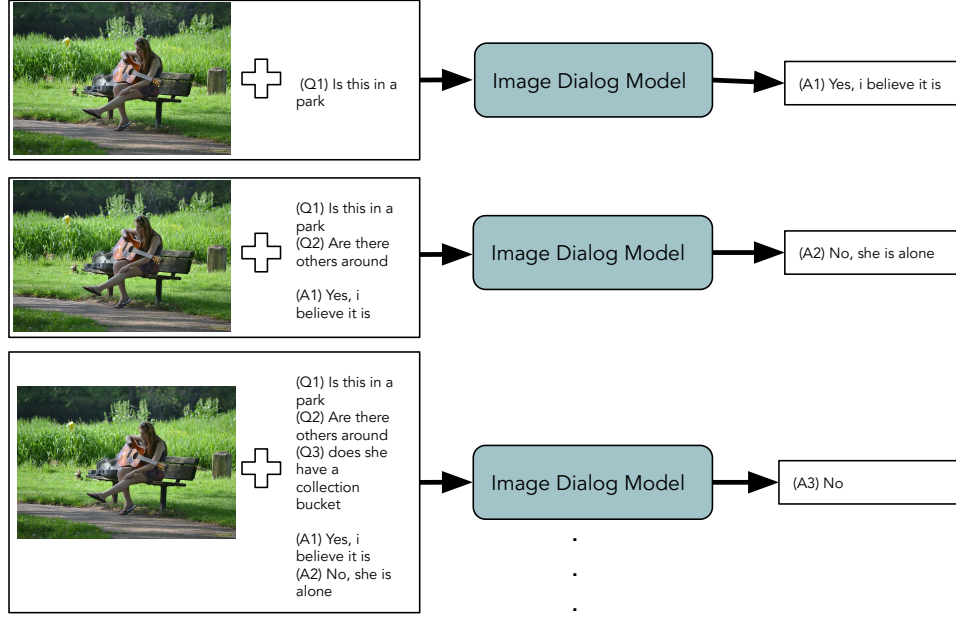 (Q1) Is this in a
park
Image Dialog Model
(A1) Yes, i believe it is
(Q1) Is this in a
park
(Q2) Are there
others around
(A1) Yes, i
believe it is
Image Dialog Model
(A2) No, she is alone
(Q1) Is this in a
park
(Q2) Are there
others around
(Q3) does she
have a
collection
bucket
(A1) Yes, i
believe it is
(A2) No, she is
alone
Image Dialog Model
(A3) No